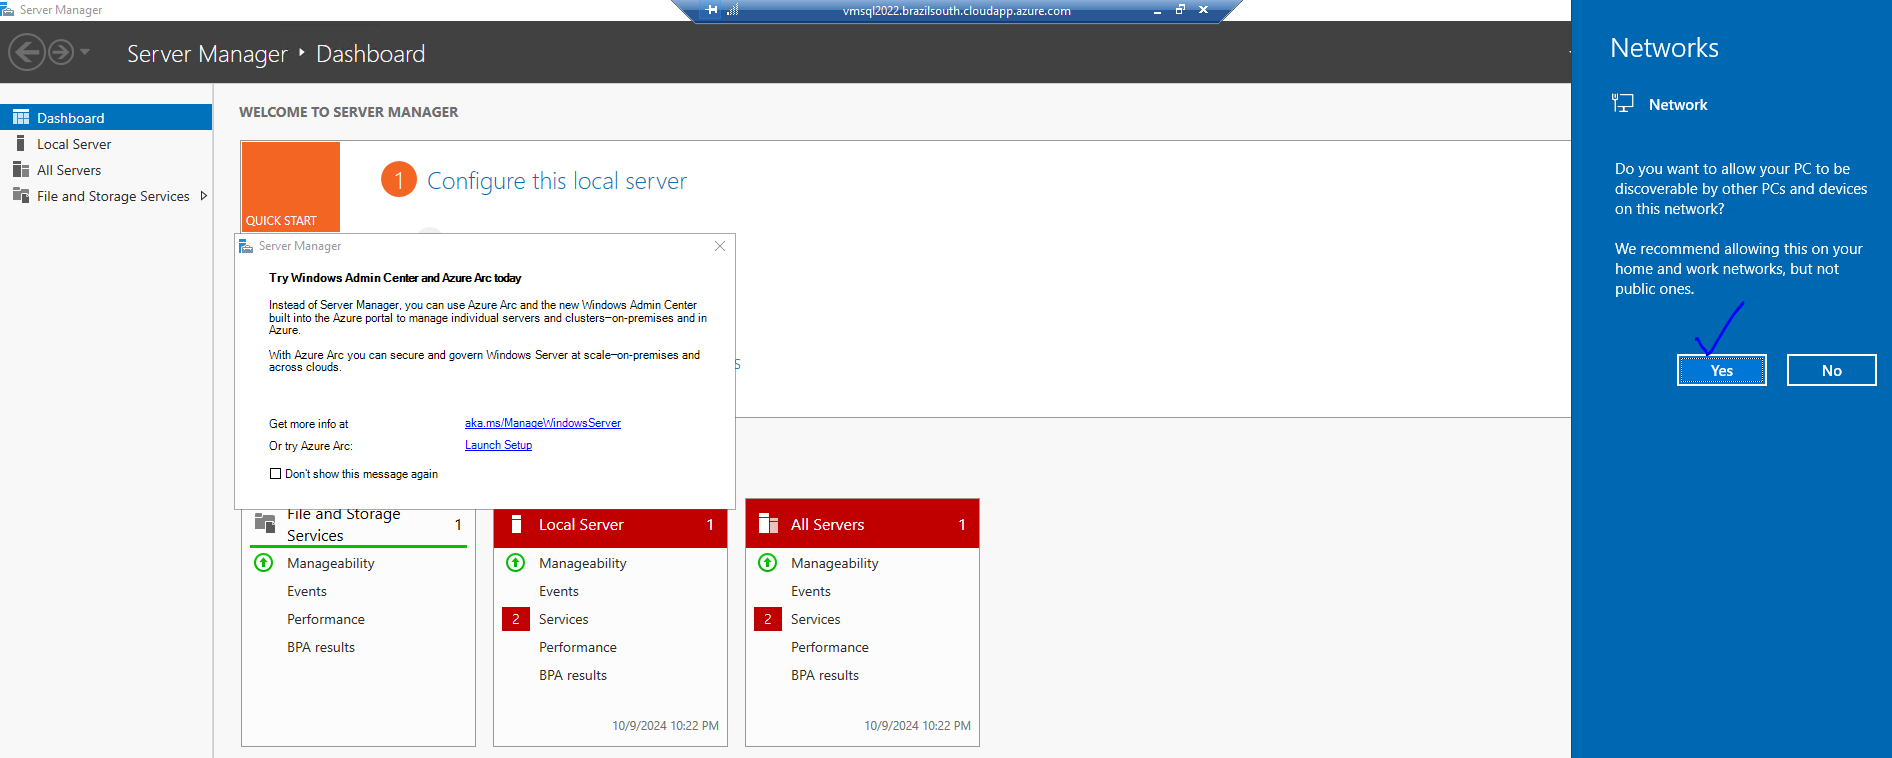 Server Manager
vmsql2022.brazilsouth.cloudapp.azure.com
Server Manager
Dashboard
Dashboard
Local Server
All Servers
File and Storage Services
WELCOME TO SERVER MANAGER
QUICK START
1
Configure this local server
s
Server Manager
Try Windows Admin Center and Azure Arc today
Instead of Server Manager, you can use Azure Arc and the new Windows Admin Center
built into the Azure portal to manage individual servers and clusters–on-premises and in
Azure.
With Azure Arc you can secure and govern Windows Server at scale–on-premises and
across clouds.
Get more info at aka.ms/ManageWindowsServer
Or try Azure Arc: Launch Setup
Don't show this message again
File and Storage
Services
1
Manageability
Events
Performance
BPA results
Local Server 1
Manageability
Events
2 Services
Performance
BPA results
10/9/2024 10:22 PM
All Servers 1
Manageability
Events
2 Services
Performance
BPA results
10/9/2024 10:22 PM
Networks
Network
Do you want to allow your PC to be
discoverable by other PCs and devices
on this network?
We recommend allowing this on your
home and work networks, but not
public ones.
Yes
No